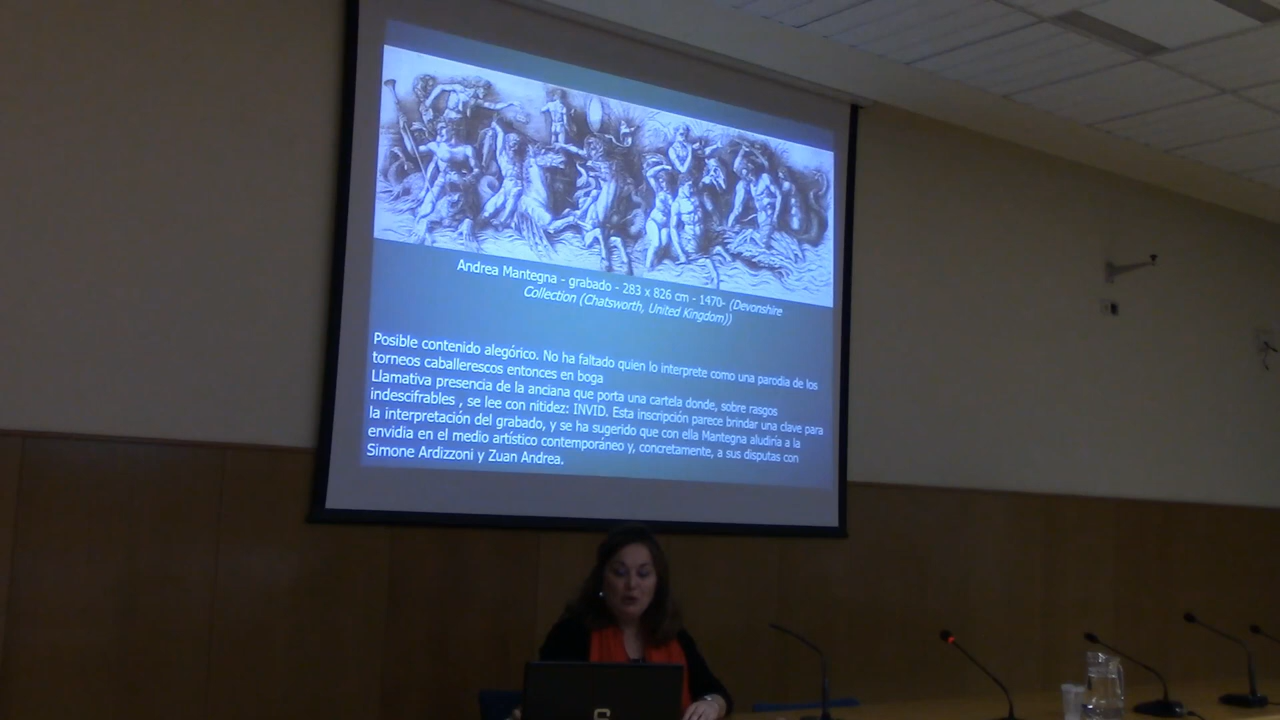 Andrea Mantegna - grabado - 283 x 826 cm - 1470- (Devonshire
Collection (Chatsworth, United Kingdom))
Posible contenido alegórico. No ha faltado quien lo interprete como una parodia de los
torneos caballerescos entonces en boga
Llamativa presencia de la anciana que porta una cartela donde, sobre rasgos
indescifrables , se lee con nitidez: INVID. Esta inscripción parece brindar una clave para
la interpretación del grabado, y se ha sugerido que con ella Mantegna aludiría a la
envidia en el medio artístico contemporáneo y, concretamente, a sus disputas con
Simone Ardizzoni y Zuan Andrea.